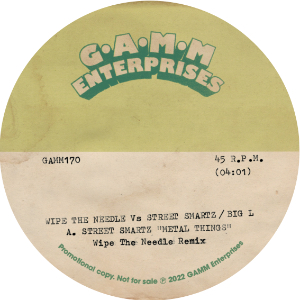 G·A·M·M
ENTERPRISES
GAMM170
45 R.P.M.
(04:01)
WIPE THE NEEDLE Vs STREET SMARTZ / BIG L
A. STREET SMARTZ "METAL THINGS"
Wipe The Needle Remix
Promotional copy. Not for sale ℗ 2022 GAMM Enterprises